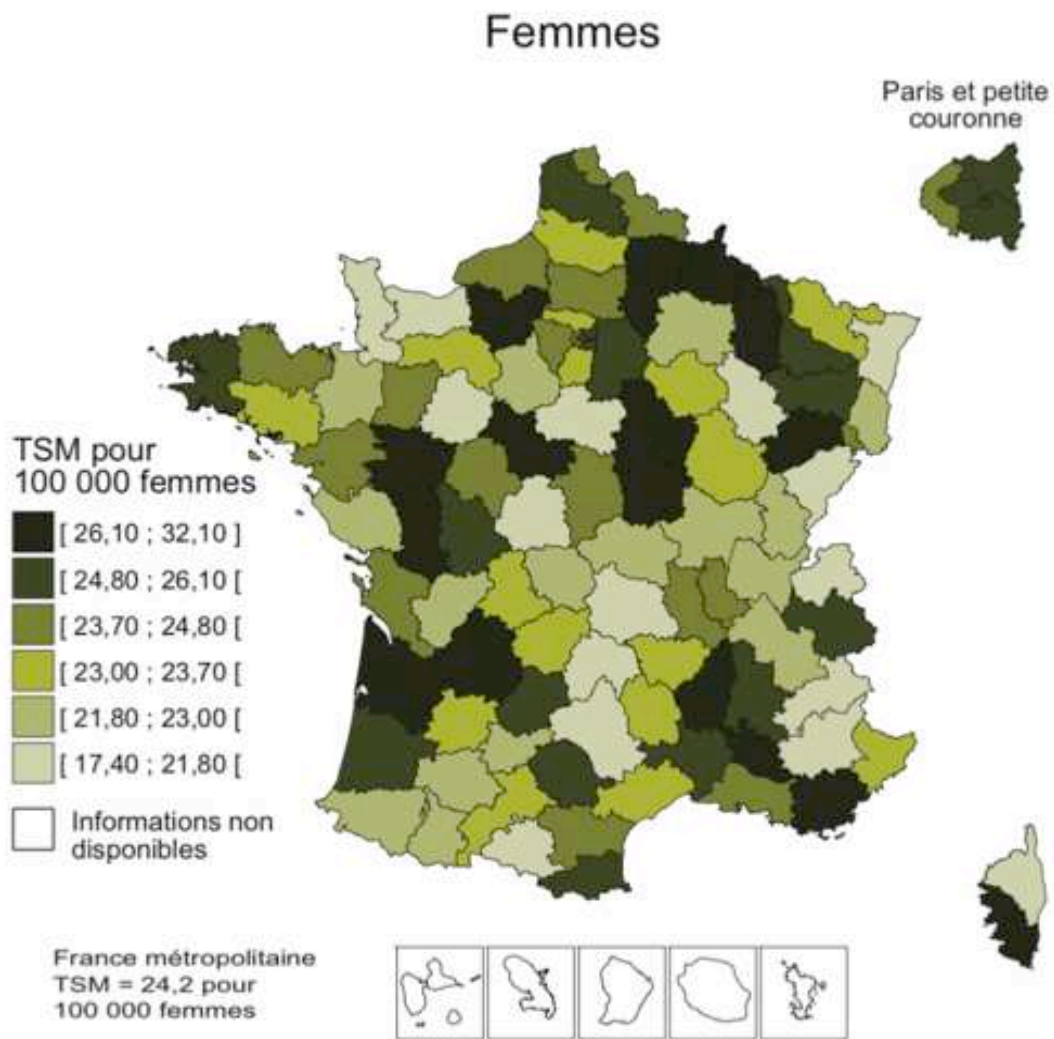 Femmes
Paris et petite
couronne
TSM pour
100 000 femmes
[ 26,10 ; 32,10 ]
[ 24,80 ; 26,10 [
[ 23,70 ; 24,80 [
[ 23,00 ; 23,70 [
[ 21,80 ; 23,00 [
[ 17,40 ; 21,80 [
Informations non
disponibles
France métropolitaine
TSM = 24,2 pour
100 000 femmes